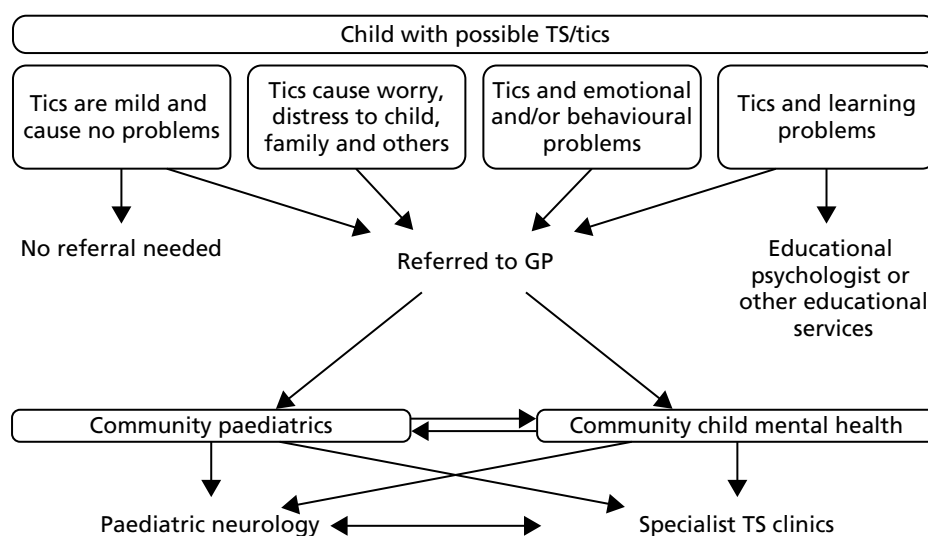 Child with possible TS/tics
Tics are mild and
cause no problems
Tics cause worry,
distress to child,
family and others
Tics and emotional
and/or behavioural
problems
Tics and learning
problems
No referral needed
Referred to GP
Educational
psychologist or
other educational
services
Community paediatrics
Community child mental health
Paediatric neurology
Specialist TS clinics